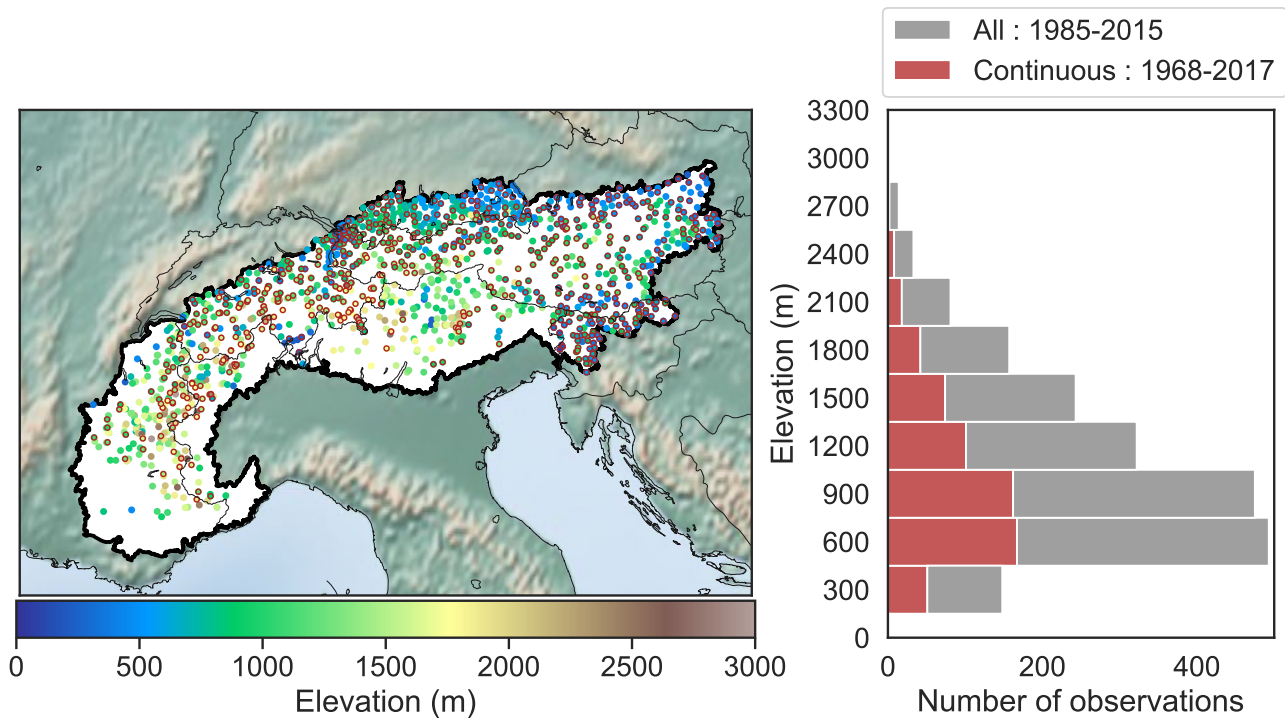 All : 1985-2015
Continuous : 1968-2017
3300
3000
2700
2400
2100
1800
1500
1200
900
600
300
0
Elevation (m)
0 200 400
Number of observations
0 500 1000 1500 2000 2500 3000
Elevation (m)